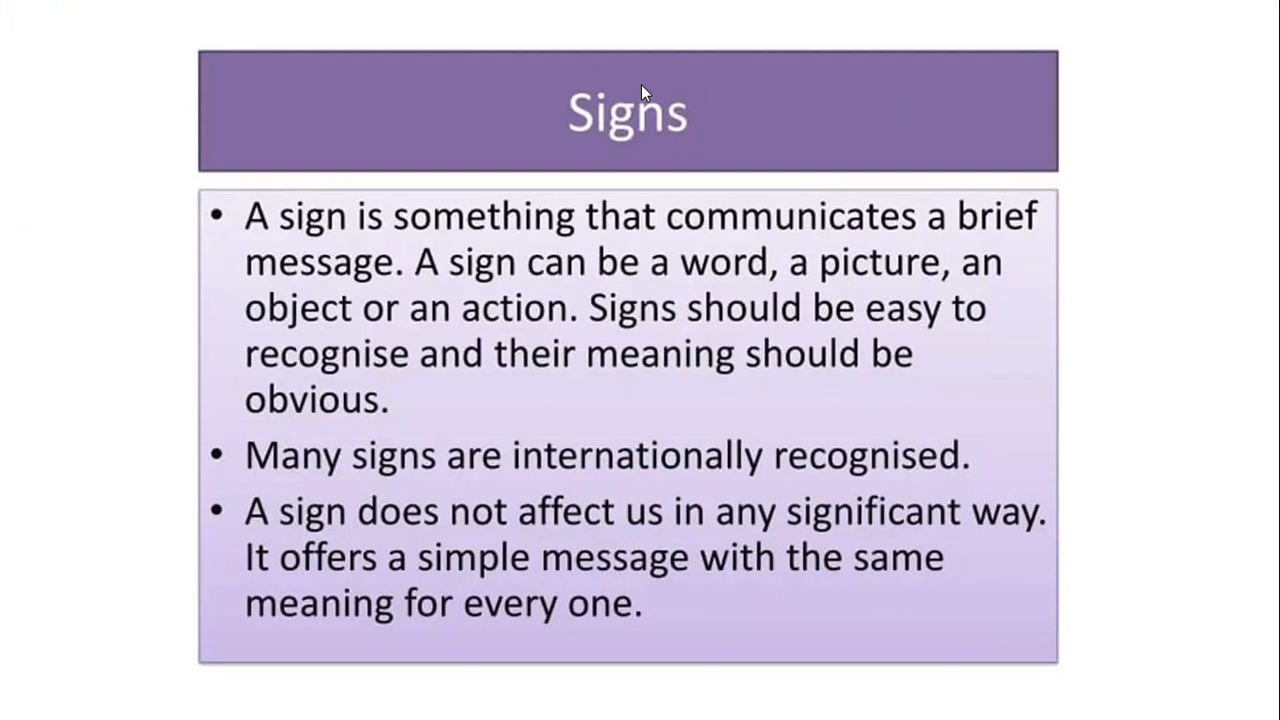 Signs
• A sign is something that communicates a brief
message. A sign can be a word, a picture, an
object or an action. Signs should be easy to
recognise and their meaning should be
obvious.
• Many signs are internationally recognised.
• A sign does not affect us in any significant way.
It offers a simple message with the same
meaning for every one.